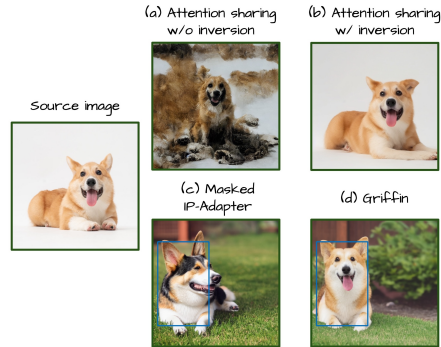 (a) Attention sharing
w/o inversion
(b) Attention sharing
w/ inversion
Source image
(c) Masked
IP-Adapter
(d) Griffin